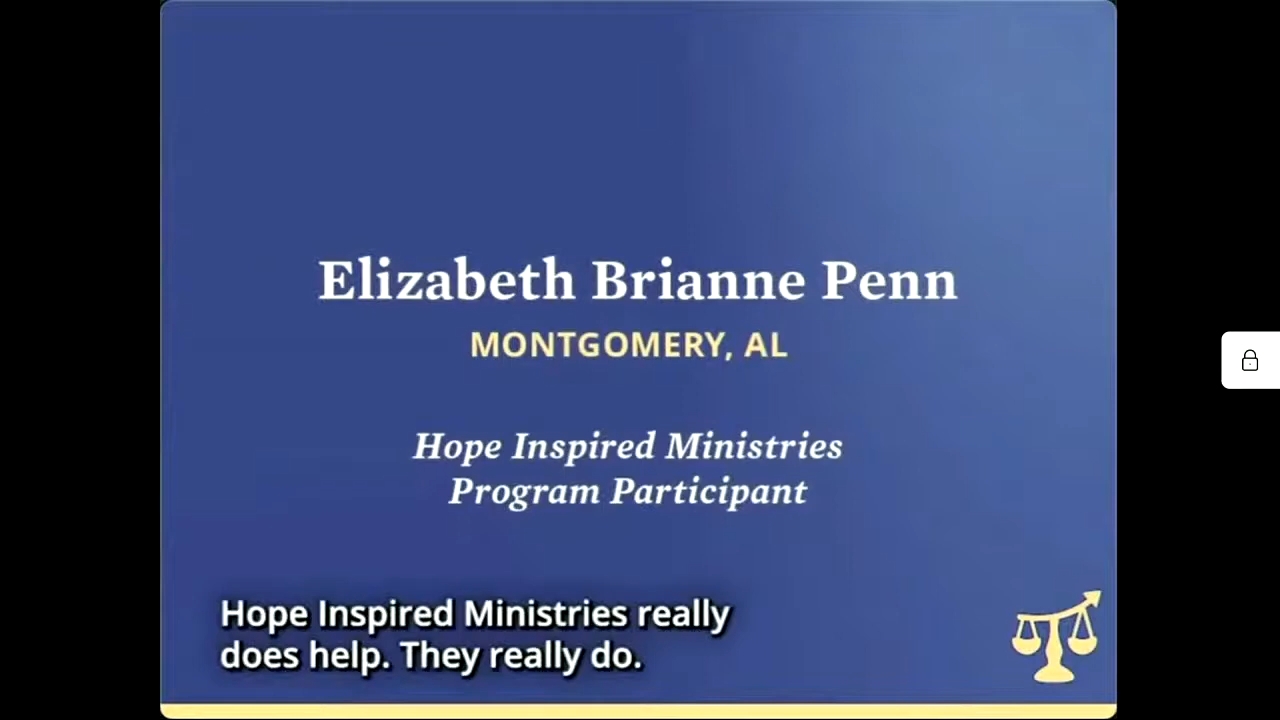 Elizabeth Brianne Penn
MONTGOMERY, AL
Hope Inspired Ministries
Program Participant
Hope Inspired Ministries really
does help. They really do.